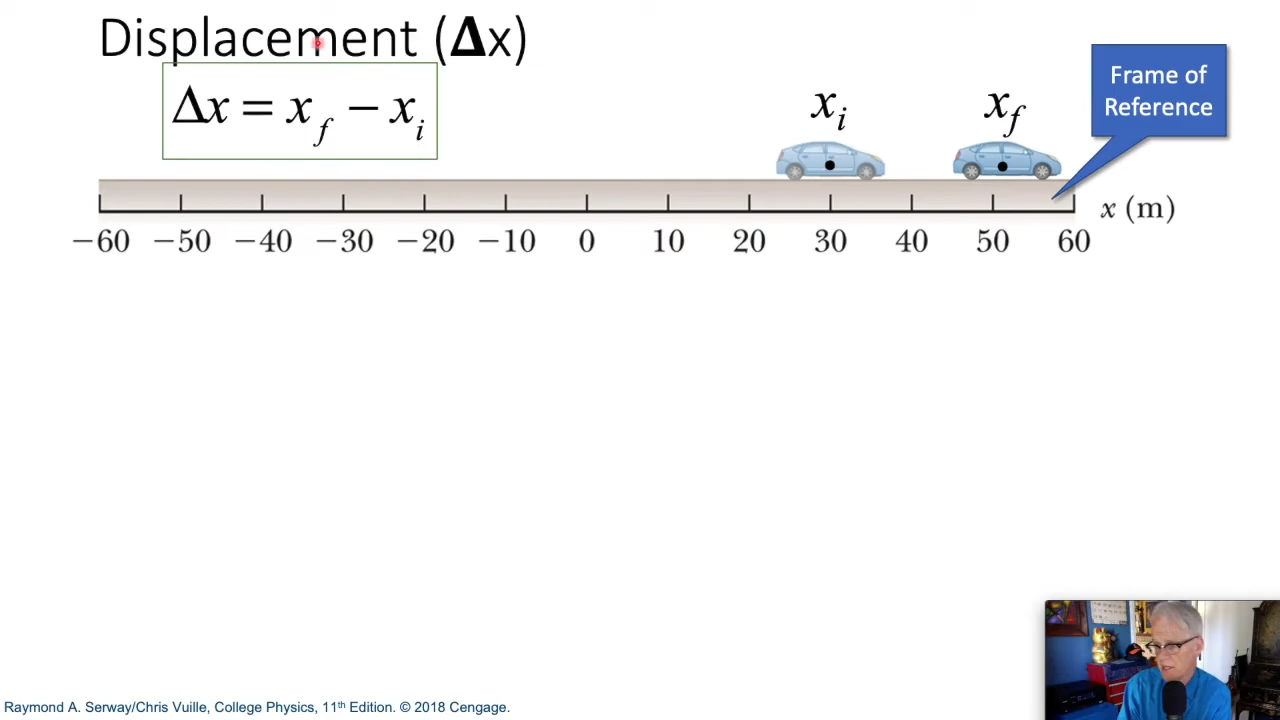 Displacement (Δx)
Δx = x_f − x_i
x_i
x_f
Frame of
Reference
x (m)
−60 −50 −40 −30 −20 −10 0 10 20 30 40 50 60
Raymond A. Serway/Chris Vuille, College Physics, 11th Edition. © 2018 Cengage.